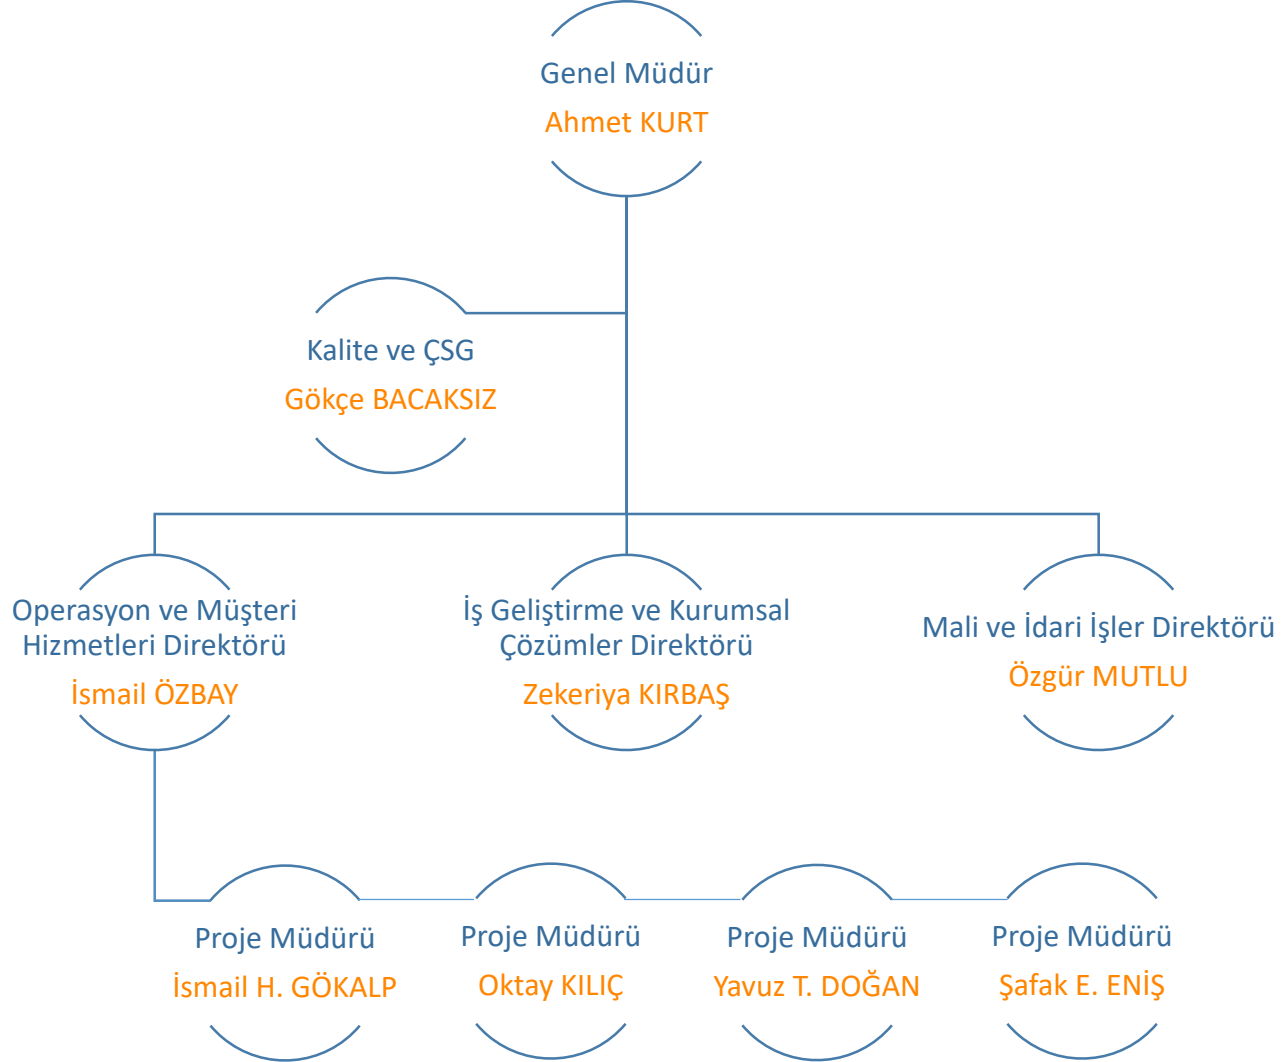 Genel Müdür
Ahmet KURT
Kalite ve ÇSG
Gökçe BACAKSIZ
Operasyon ve Müşteri
Hizmetleri Direktörü
İsmail ÖZBAY
İş Geliştirme ve Kurumsal
Çözümler Direktörü
Zekeriya KIRBAŞ
Mali ve İdari İşler Direktörü
Özgür MUTLU
Proje Müdürü
İsmail H. GÖKALP
Proje Müdürü
Oktay KILIÇ
Proje Müdürü
Yavuz T. DOĞAN
Proje Müdürü
Şafak E. ENİŞ